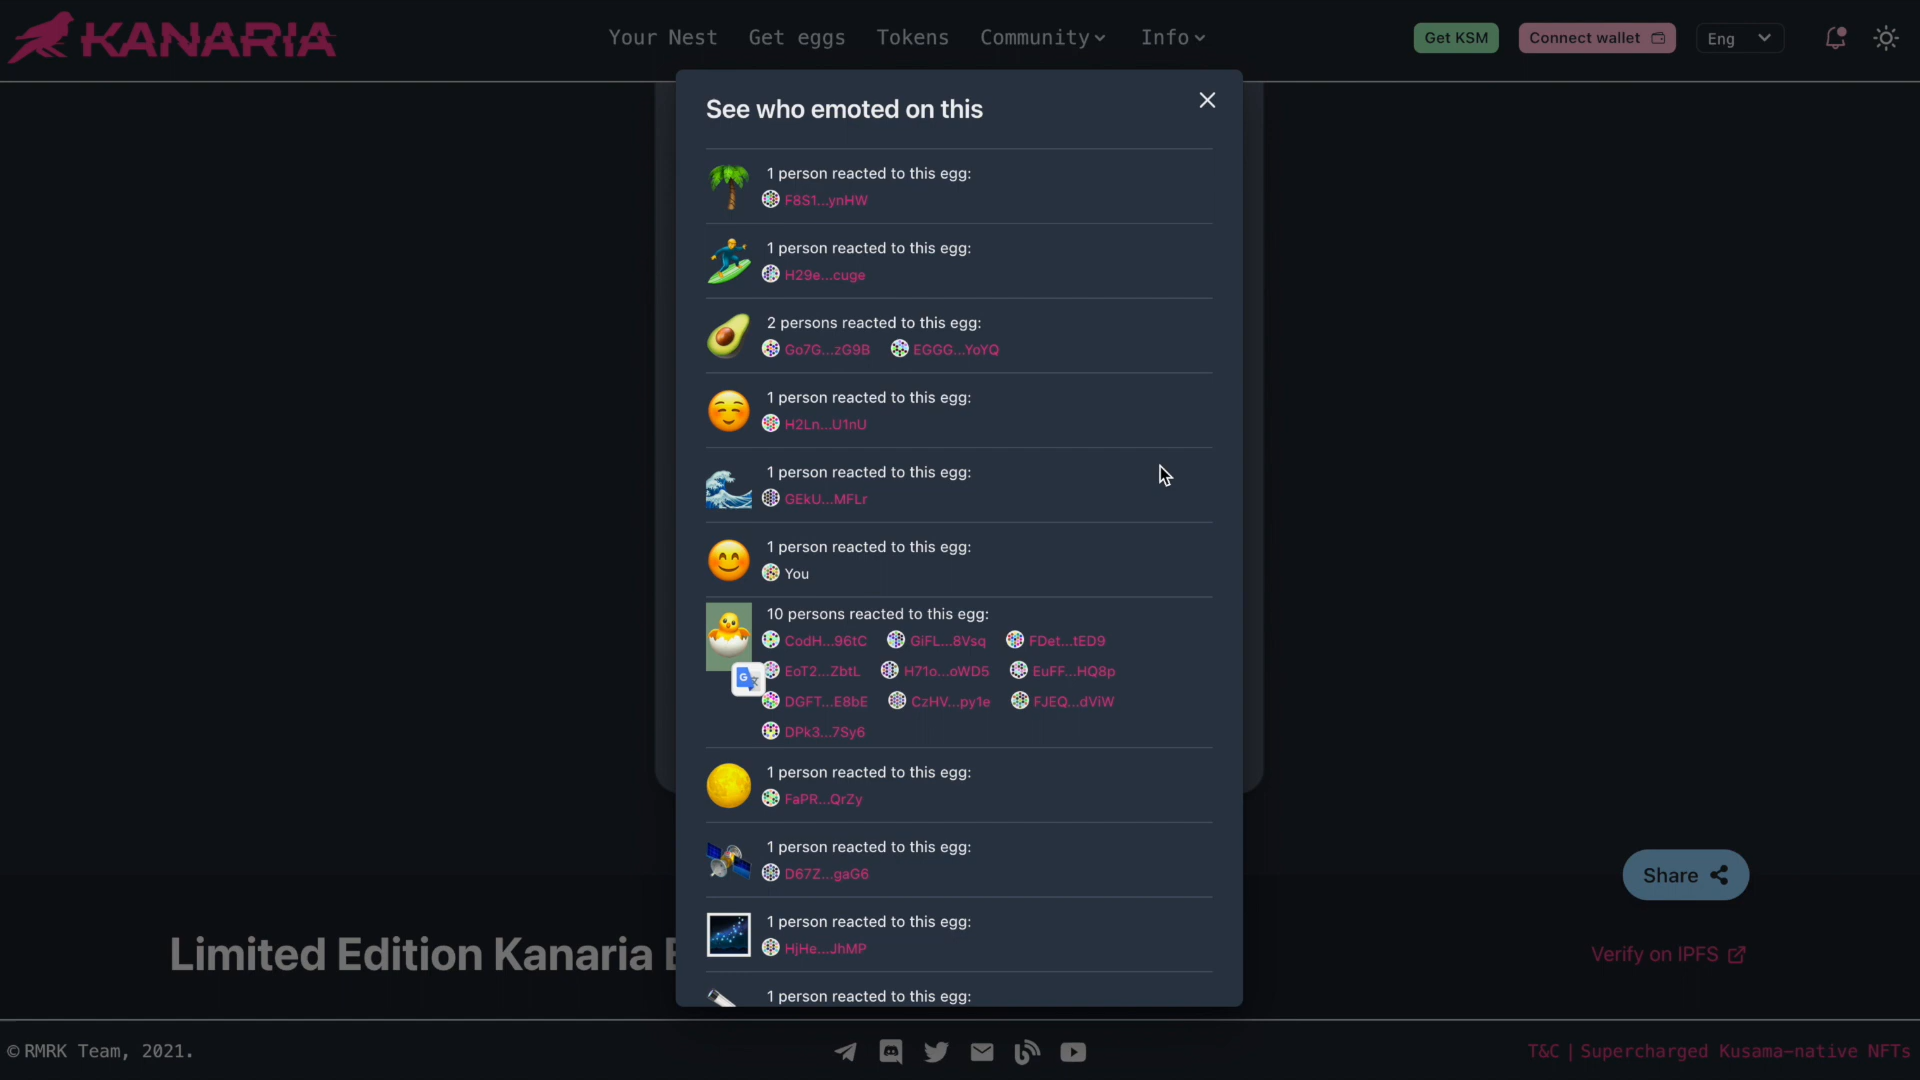 KANARIA
Your Nest Get eggs Tokens Community Info
Get KSM Connect wallet Eng
See who emoted on this
1 person reacted to this egg:
F8S1...ynHW
1 person reacted to this egg:
H29e...cuge
2 persons reacted to this egg:
Go7G...zG9B EGGG...YoYQ
1 person reacted to this egg:
H2Ln...U1nU
1 person reacted to this egg:
GEkU...MFLr
1 person reacted to this egg:
You
10 persons reacted to this egg:
CodH...96tC GiFL...8Vsq FDet...tED9
EoT2...ZbtL H71o...oWD5 EuFF...HQ8p
DGFT...E8bE CzHV...py1e FJEQ...dViW
DPk3...7Sy6
1 person reacted to this egg:
FaPR...QrZy
1 person reacted to this egg:
D67Z...gaG6
1 person reacted to this egg:
HjHe...JhMP
1 person reacted to this egg:
Share
Limited Edition Kanaria
Verify on IPFS
© RMRK Team, 2021.
T&C | Supercharged Kusama-native NFTs